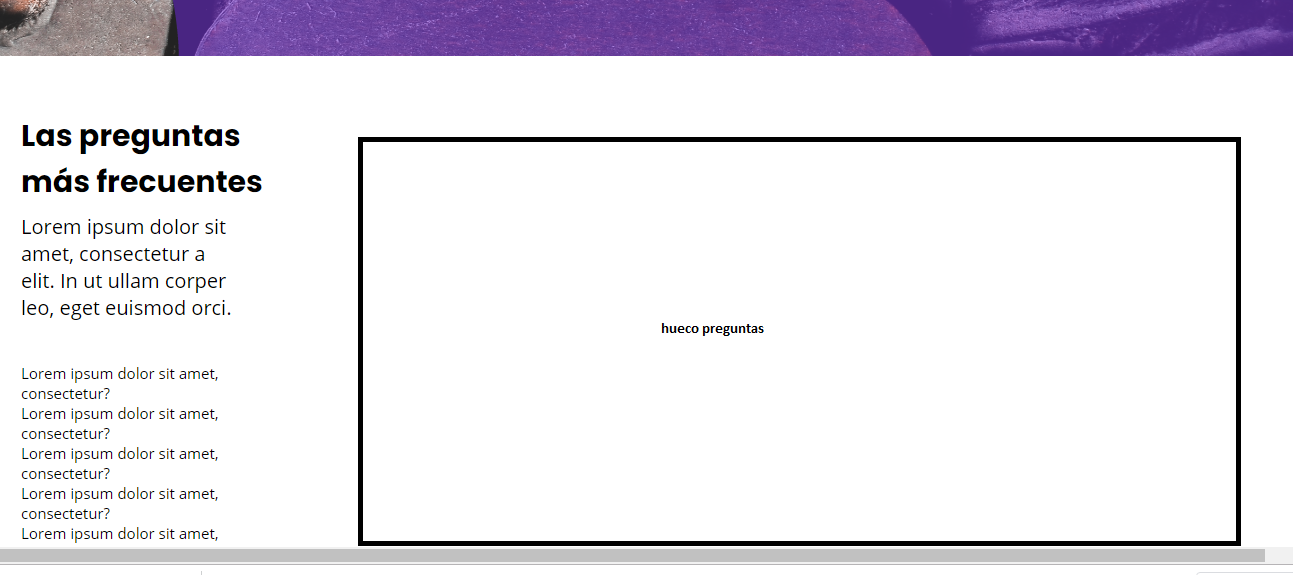 Las preguntas
más frecuentes
Lorem ipsum dolor sit
amet, consectetur a
elit. In ut ullam corper
leo, eget euismod orci.
Lorem ipsum dolor sit amet,
consectetur?
Lorem ipsum dolor sit amet,
consectetur?
Lorem ipsum dolor sit amet,
consectetur?
Lorem ipsum dolor sit amet,
consectetur?
Lorem ipsum dolor sit amet,
hueco preguntas